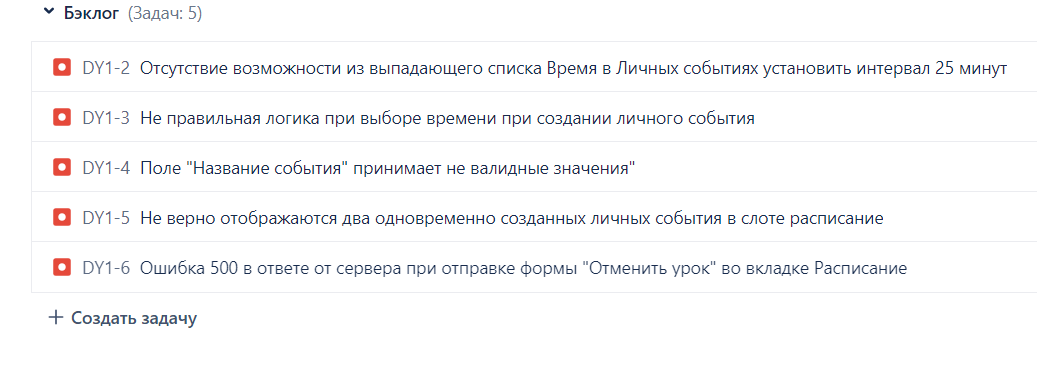 Бэклог (Задач: 5)
DY1-2 Отсутствие возможности из выпадающего списка Время в Личных событиях установить интервал 25 минут
DY1-3 Не правильная логика при выборе времени при создании личного события
DY1-4 Поле "Название события" принимает не валидные значения"
DY1-5 Не верно отображаются два одновременно созданных личных события в слоте расписание
DY1-6 Ошибка 500 в ответе от сервера при отправке формы "Отменить урок" во вкладке Расписание
+ Создать задачу